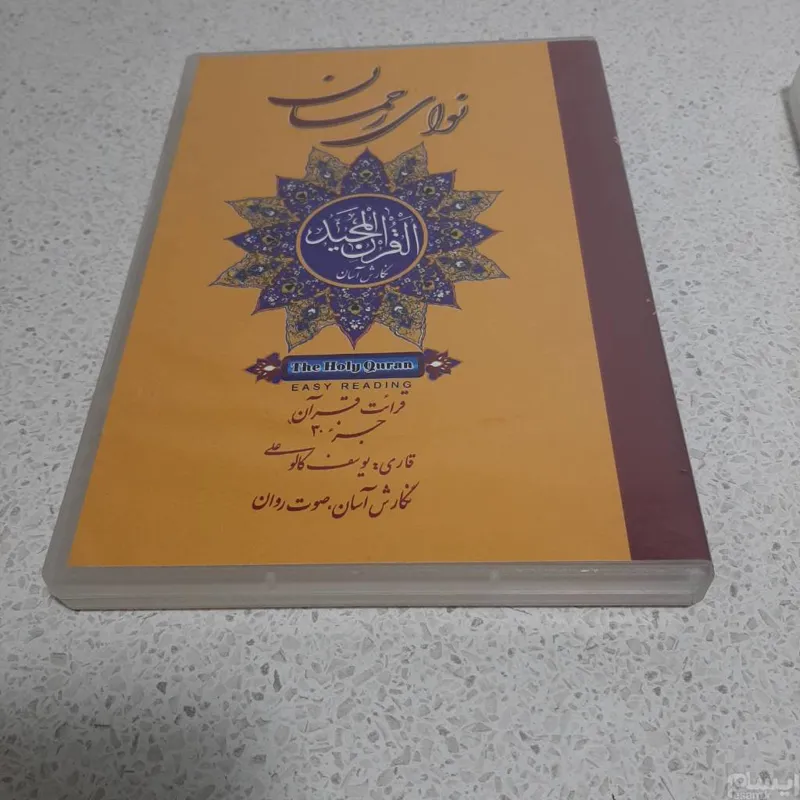 نوای رحمان
القرآن المجید
نگارش آسان
The Holy Quran
EASY READING
قرائت قرآن
جزء ۳۰
قاری: یوسف کالو علی
نگارش آسان، صوت روان
ایسام